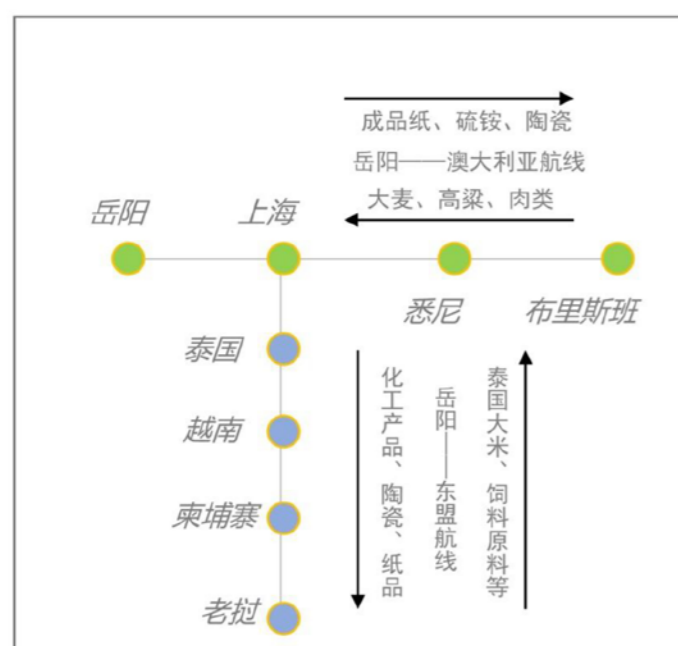 成品纸、硫铵、陶瓷
岳阳——澳大利亚航线
大麦、高粱、肉类
岳阳
上海
悉尼
布里斯班
泰国
越南
柬埔寨
老挝
化工产品、陶瓷、纸品
岳阳——东盟航线
泰国大米、饲料原料等